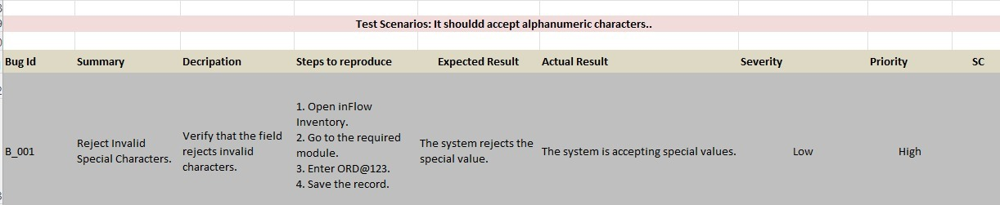 Test Scenarios: It shouldd accept alphanumeric characters..
Bug Id Summary Decripation Steps to reproduce Expected Result Actual Result Severity Priority SC
B_001
Reject Invalid
Special Characters.
Verify that the field
rejects invalid
characters.
1. Open inFlow
Inventory.
2. Go to the required
module.
3. Enter ORD@123.
4. Save the record.
The system rejects the
special value.
The system is accepting special values.
Low
High